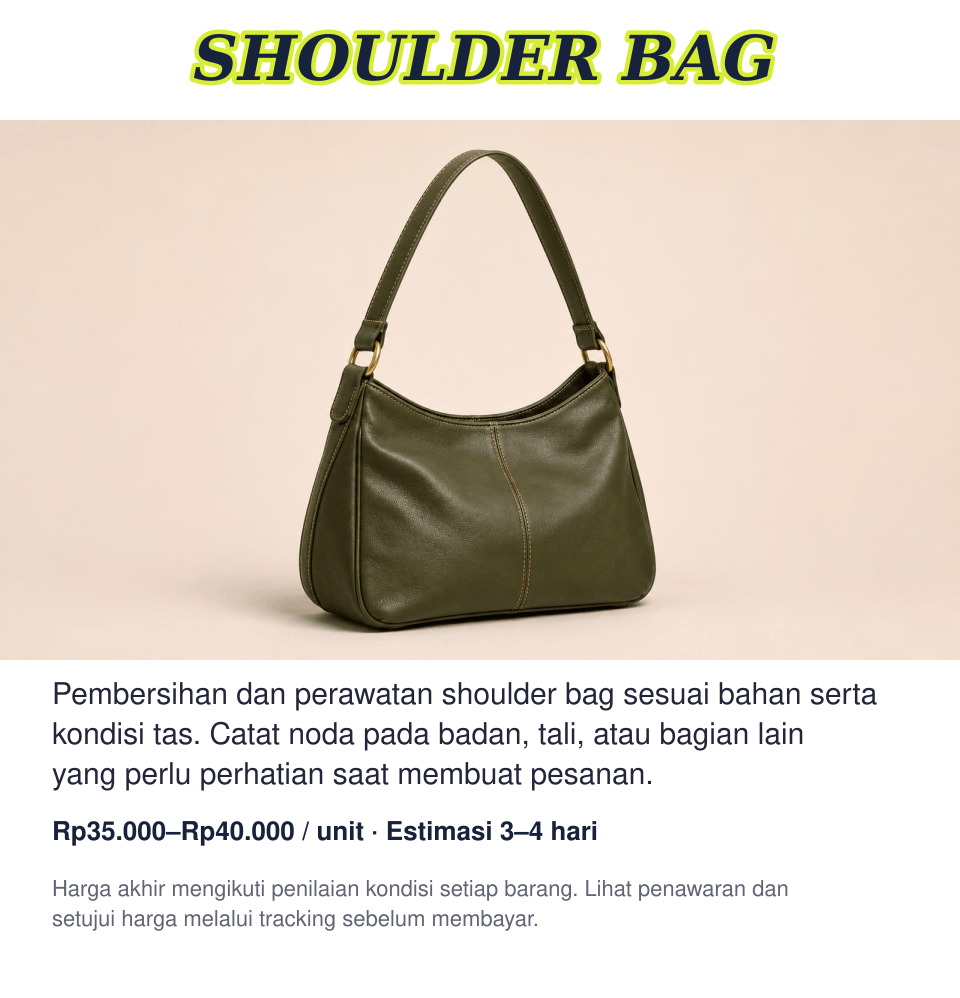 SHOULDER BAG
Pembersihan dan perawatan shoulder bag sesuai bahan serta
kondisi tas. Catat noda pada badan, tali, atau bagian lain
yang perlu perhatian saat membuat pesanan.
Rp35.000–Rp40.000 / unit · Estimasi 3–4 hari
Harga akhir mengikuti penilaian kondisi setiap barang. Lihat penawaran dan
setujui harga melalui tracking sebelum membayar.